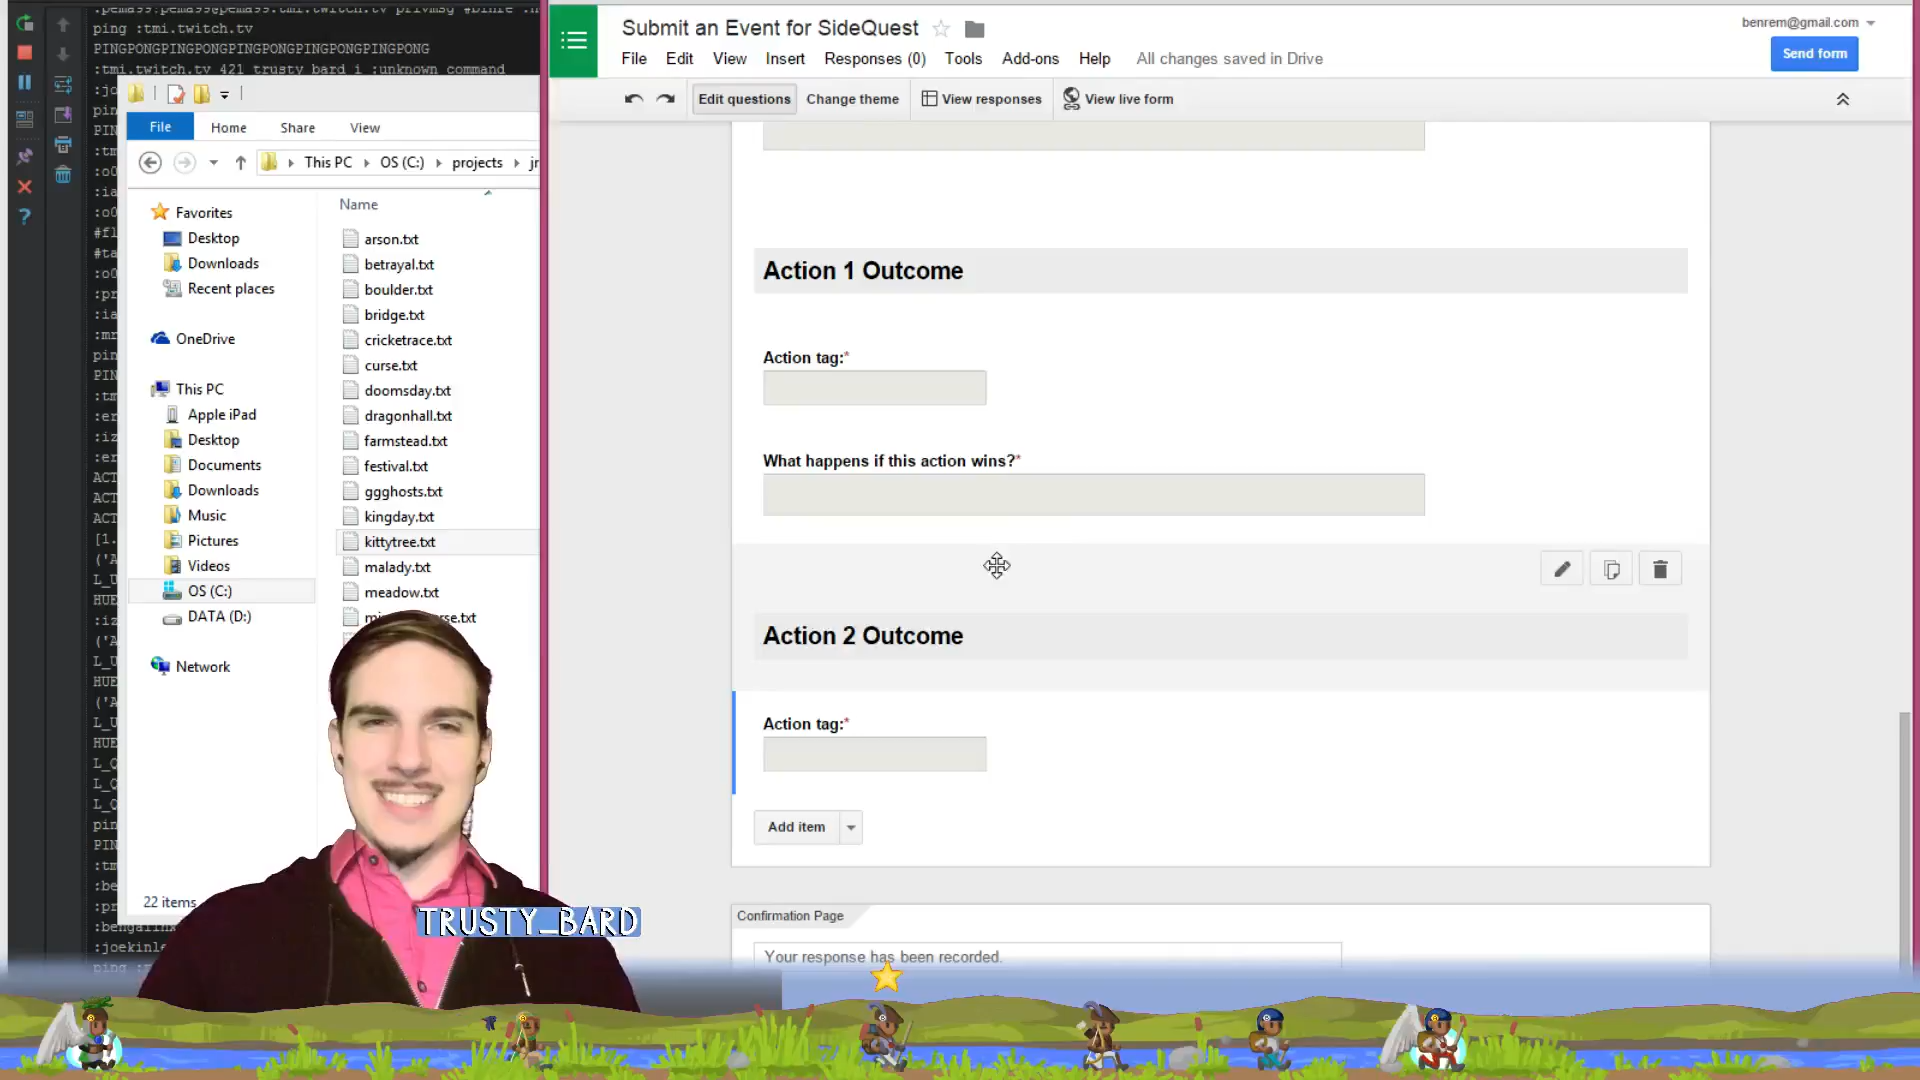 ping :tmi.twitch.tv
PINGPONGPINGPONGPINGPONGPINGPONGPINGPONG
:tmi.twitch.tv 421 trusty_bard i :unknown command
File
Home
Share
View
This PC
OS (C:)
projects
Name
Favorites
Desktop
Downloads
Recent places
OneDrive
This PC
Apple iPad
Desktop
Documents
Downloads
Music
Pictures
Videos
OS (C:)
DATA (D:)
Network
arson.txt
betrayal.txt
boulder.txt
bridge.txt
cricketrace.txt
curse.txt
doomsday.txt
dragonhall.txt
farmstead.txt
festival.txt
ggghosts.txt
kingday.txt
kittytree.txt
malady.txt
meadow.txt
22 items
TRUSTY_BARD
Submit an Event for SideQuest
benrem@gmail.com
File Edit View Insert Responses (0) Tools Add-ons Help All changes saved in Drive
Send form
Edit questions
Change theme
View responses
View live form
Action 1 Outcome
Action tag:*
What happens if this action wins?*
Action 2 Outcome
Action tag:*
Add item
Confirmation Page
Your response has been recorded.